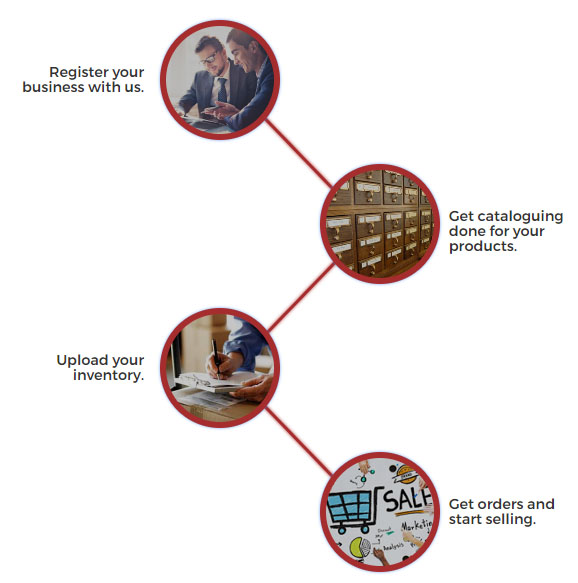 Register your
business with us.
Get cataloguing
done for your
products.
Upload your
inventory.
SALE
Marketing
Analysis
Get orders and
start selling.